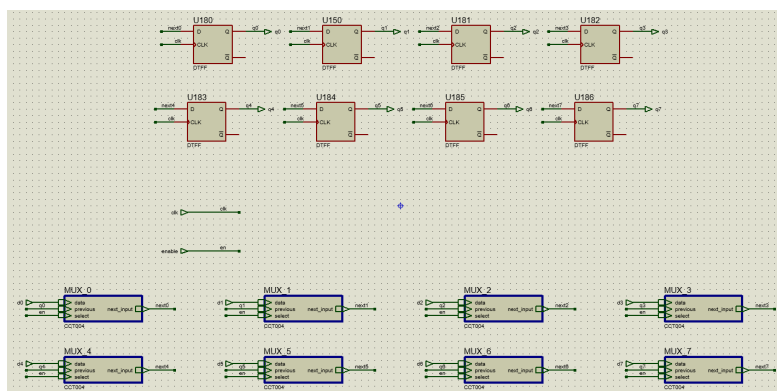 U180 U150 U181 U182
next0 D Q q0 q0 next1 D Q q1 q1 next2 D Q q2 q2 next3 D Q q3 q3
clk CLK clk CLK clk CLK clk CLK
Q Q Q Q
DTFF DTFF DTFF DTFF
U183 U184 U185 U186
next4 D Q q4 q4 next5 D Q q5 q5 next6 D Q q6 q6 next7 D Q q7 q7
clk CLK clk CLK clk CLK clk CLK
Q Q Q Q
DTFF DTFF DTFF DTFF
clk clk
enable en
MUX_0 MUX_1 MUX_2 MUX_3
d0 data d1 data d2 data d3 data
q0 previous next_input next0 q1 previous next_input next1 q2 previous next_input next2 q3 previous next_input next3
en select en select en select en select
CCT004 CCT004 CCT004 CCT004
MUX_4 MUX_5 MUX_6 MUX_7
d4 data d5 data d6 data d7 data
q4 previous next_input next4 q5 previous next_input next5 q6 previous next_input next6 q7 previous next_input next7
en select en select en select en select
CCT004 CCT004 CCT004 CCT004